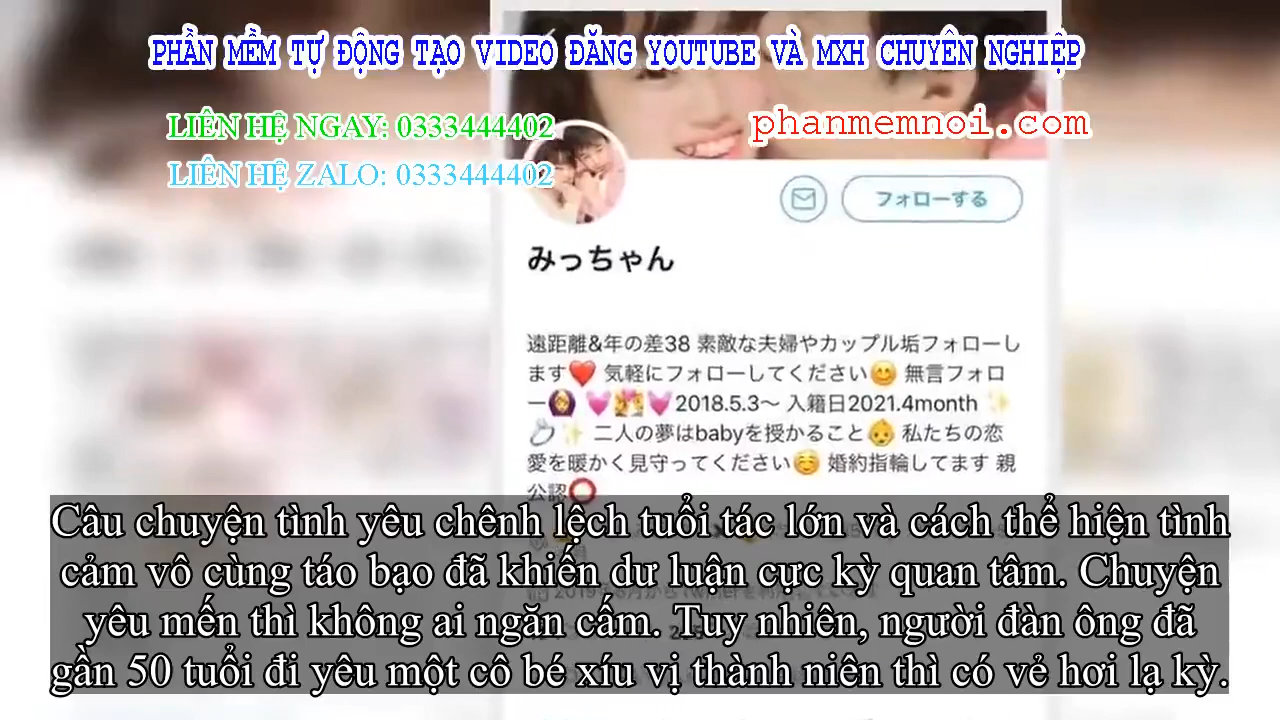 PHẦN MỀM TỰ ĐỘNG TẠO VIDEO ĐĂNG YOUTUBE VÀ MXH CHUYÊN NGHIỆP
LIÊN HỆ NGAY: 0333444402
phanmemnoi.com
LIÊN HỆ ZALO: 0333444402
フォローする
みっちゃん
遠距離&年の差38 素敵な夫婦やカップル垢フォローし
ます❤️ 気軽にフォローしてください😊 無言フォロ
ー🙆‍♀️ 💓💏💓2018.5.3〜 入籍日2021.4month ✨
💍✨ 二人の夢はbabyを授かること👶 私たちの恋
愛を暖かく見守ってください☺️ 婚約指輪してます 親
公認⭕
Câu chuyện tình yêu chênh lệch tuổi tác lớn và cách thể hiện tình
cảm vô cùng táo bạo đã khiến dư luận cực kỳ quan tâm. Chuyện
yêu mến thì không ai ngăn cấm. Tuy nhiên, người đàn ông đã
gần 50 tuổi đi yêu một cô bé xíu vị thành niên thì có vẻ hơi lạ kỳ.